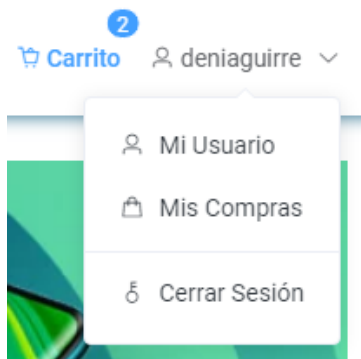 2
Carrito deniaguirre
Mi Usuario
Mis Compras
Cerrar Sesión